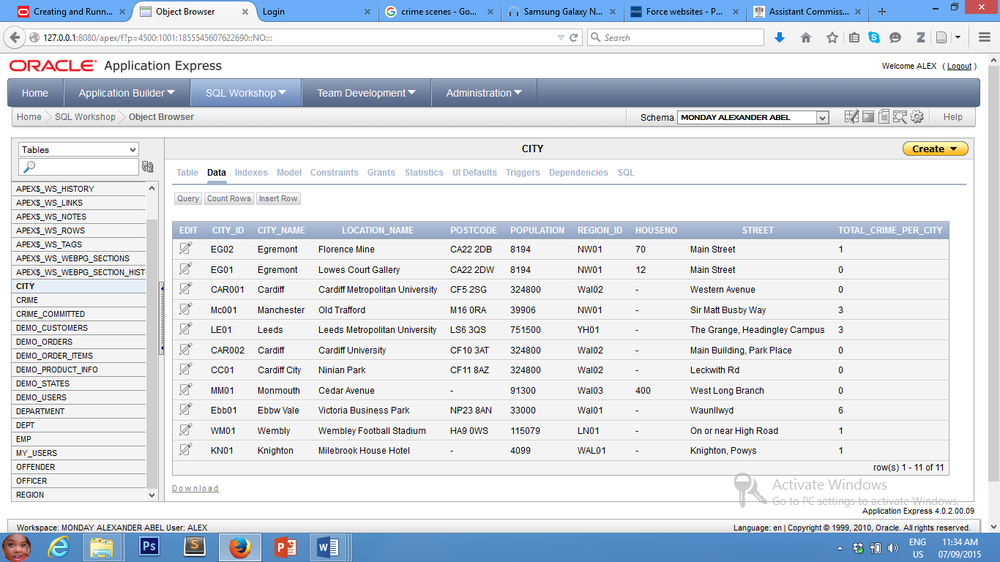 Creating and Runn... Object Browser Login crime scenes - Go... Samsung Galaxy N... Force websites - P... Assistant Commiss...
127.0.0.1:8080/apex/f?p=4500:1001:1855545607622690::NO::: Search
ORACLE Application Express Welcome ALEX ( Logout )
Home Application Builder SQL Workshop Team Development Administration
Home SQL Workshop Object Browser Schema MONDAY ALEXANDER ABEL Help
Tables
CITY
Create
Table Data Indexes Model Constraints Grants Statistics UI Defaults Triggers Dependencies SQL
Query Count Rows Insert Row
APEX$_WS_HISTORY
APEX$_WS_LINKS
APEX$_WS_NOTES
APEX$_WS_ROWS
APEX$_WS_TAGS
APEX$_WS_WEBPG_SECTIONS
APEX$_WS_WEBPG_SECTION_HIST
CITY
CRIME
CRIME_COMMITTED
DEMO_CUSTOMERS
DEMO_ORDERS
DEMO_ORDER_ITEMS
DEMO_PRODUCT_INFO
DEMO_STATES
DEMO_USERS
DEPARTMENT
DEPT
EMP
MY_USERS
OFFENDER
OFFICER
REGION
EDIT CITY_ID CITY_NAME LOCATION_NAME POSTCODE POPULATION REGION_ID HOUSENO STREET TOTAL_CRIME_PER_CITY
EG02 Egremont Florence Mine CA22 2DB 8194 NW01 70 Main Street 1
EG01 Egremont Lowes Court Gallery CA22 2DW 8194 NW01 12 Main Street 0
CAR001 Cardiff Cardiff Metropolitan University CF5 2SG 324800 Wal02 - Western Avenue 0
Mc001 Manchester Old Trafford M16 0RA 39906 NW01 - Sir Matt Busby Way 3
LE01 Leeds Leeds Metropolitan University LS6 3QS 751500 YH01 - The Grange, Headingley Campus 3
CAR002 Cardiff Cardiff University CF10 3AT 324800 Wal02 - Main Building, Park Place 0
CC01 Cardiff City Ninian Park CF11 8AZ 324800 Wal02 - Leckwith Rd 0
MM01 Monmouth Cedar Avenue - 91300 Wal03 400 West Long Branch 0
Ebb01 Ebbw Vale Victoria Business Park NP23 8AN 33000 Wal01 - Waunllwyd 6
WM01 Wembly Wembley Football Stadium HA9 0WS 115079 LN01 - On or near High Road 1
KN01 Knighton Milebrook House Hotel - 4099 WAL01 - Knighton, Powys 1
row(s) 1 - 11 of 11
Download
Activate Windows
Go to PC settings to activate Windows.
Application Express 4.0.2.00.09
Workspace: MONDAY ALEXANDER ABEL User: ALEX Language: en | Copyright © 1999, 2010, Oracle. All rights reserved.
Ps S P W ENG 11:34 AM
US 07/09/2015